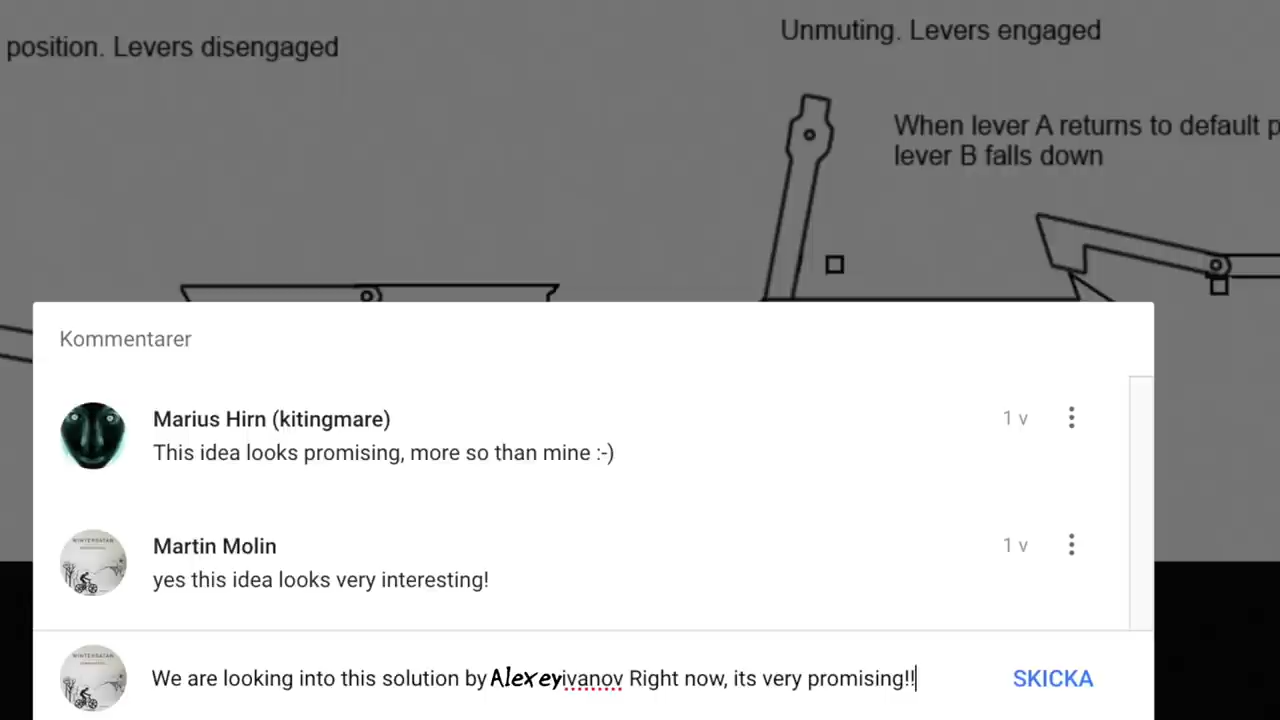 position. Levers disengaged
Unmuting. Levers engaged
When lever A returns to default p
lever B falls down
Kommentarer
Marius Hirn (kitingmare)
1 v
This idea looks promising, more so than mine :-)
Martin Molin
1 v
yes this idea looks very interesting!
We are looking into this solution by Alexeyivanov Right now, its very promising!!
SKICKA